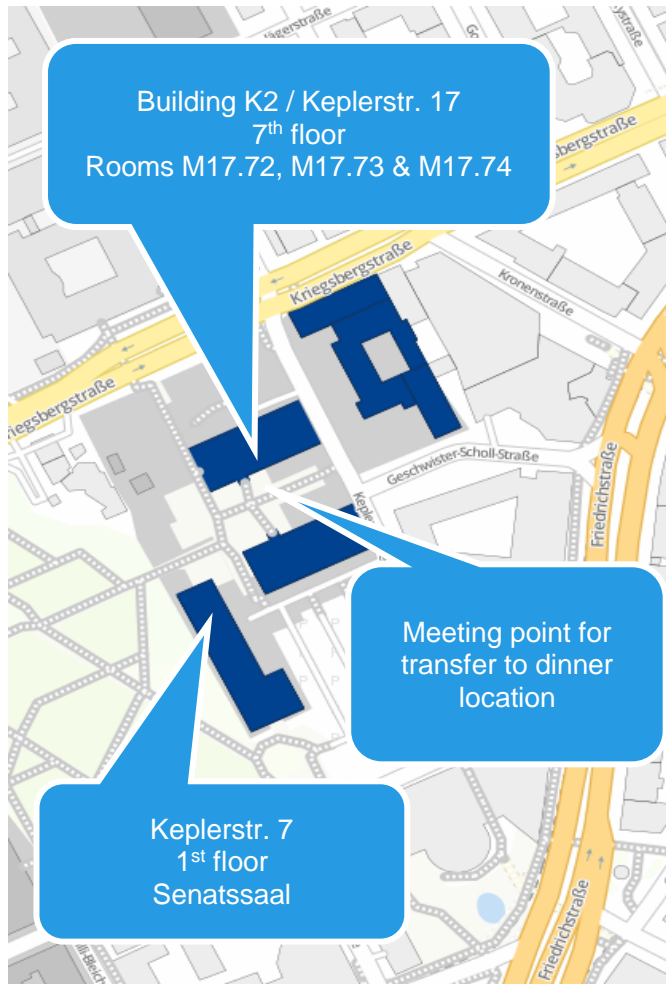 Jägerstraße
Building K2 / Keplerstr. 17
7th floor
Rooms M17.72, M17.73 & M17.74
Kriegsbergstraße
Kronenstraße
Geschwister-Scholl-Straße
Friedrichstraße
Meeting point for
transfer to dinner
location
P
P
P
Keplerstr. 7
1st floor
Senatssaal
Friedrichstraße